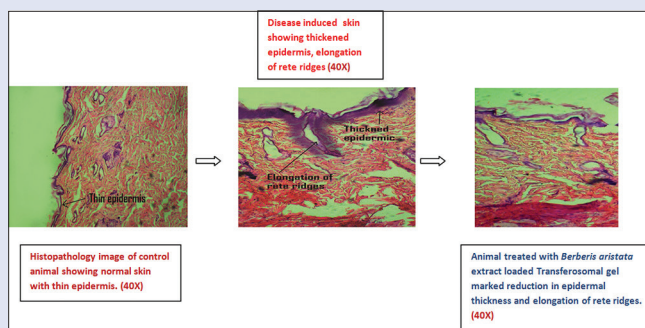 Disease induced skin
showing thickened
epidermis, elongation
of rete ridges (40X)
Thin epidermis
Thickned
epidermic
Elongation of
rete ridges
Histopathology image of control
animal showing normal skin
with thin epidermis. (40X)
Animal treated with Berberis aristata
extract loaded Transferosomal gel
marked reduction in epidermal
thickness and elongation of rete ridges.
(40X)